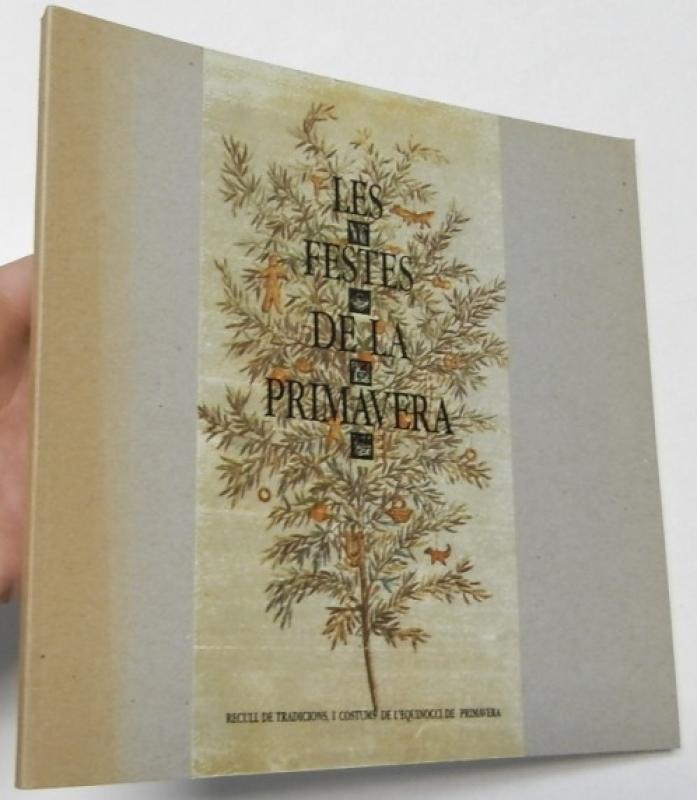 LES
FESTES
DE LA
PRIMAVERA
RECULL DE TRADICIONS, I COSTUMS DE L'EQUINOCCI DE PRIMAVERA